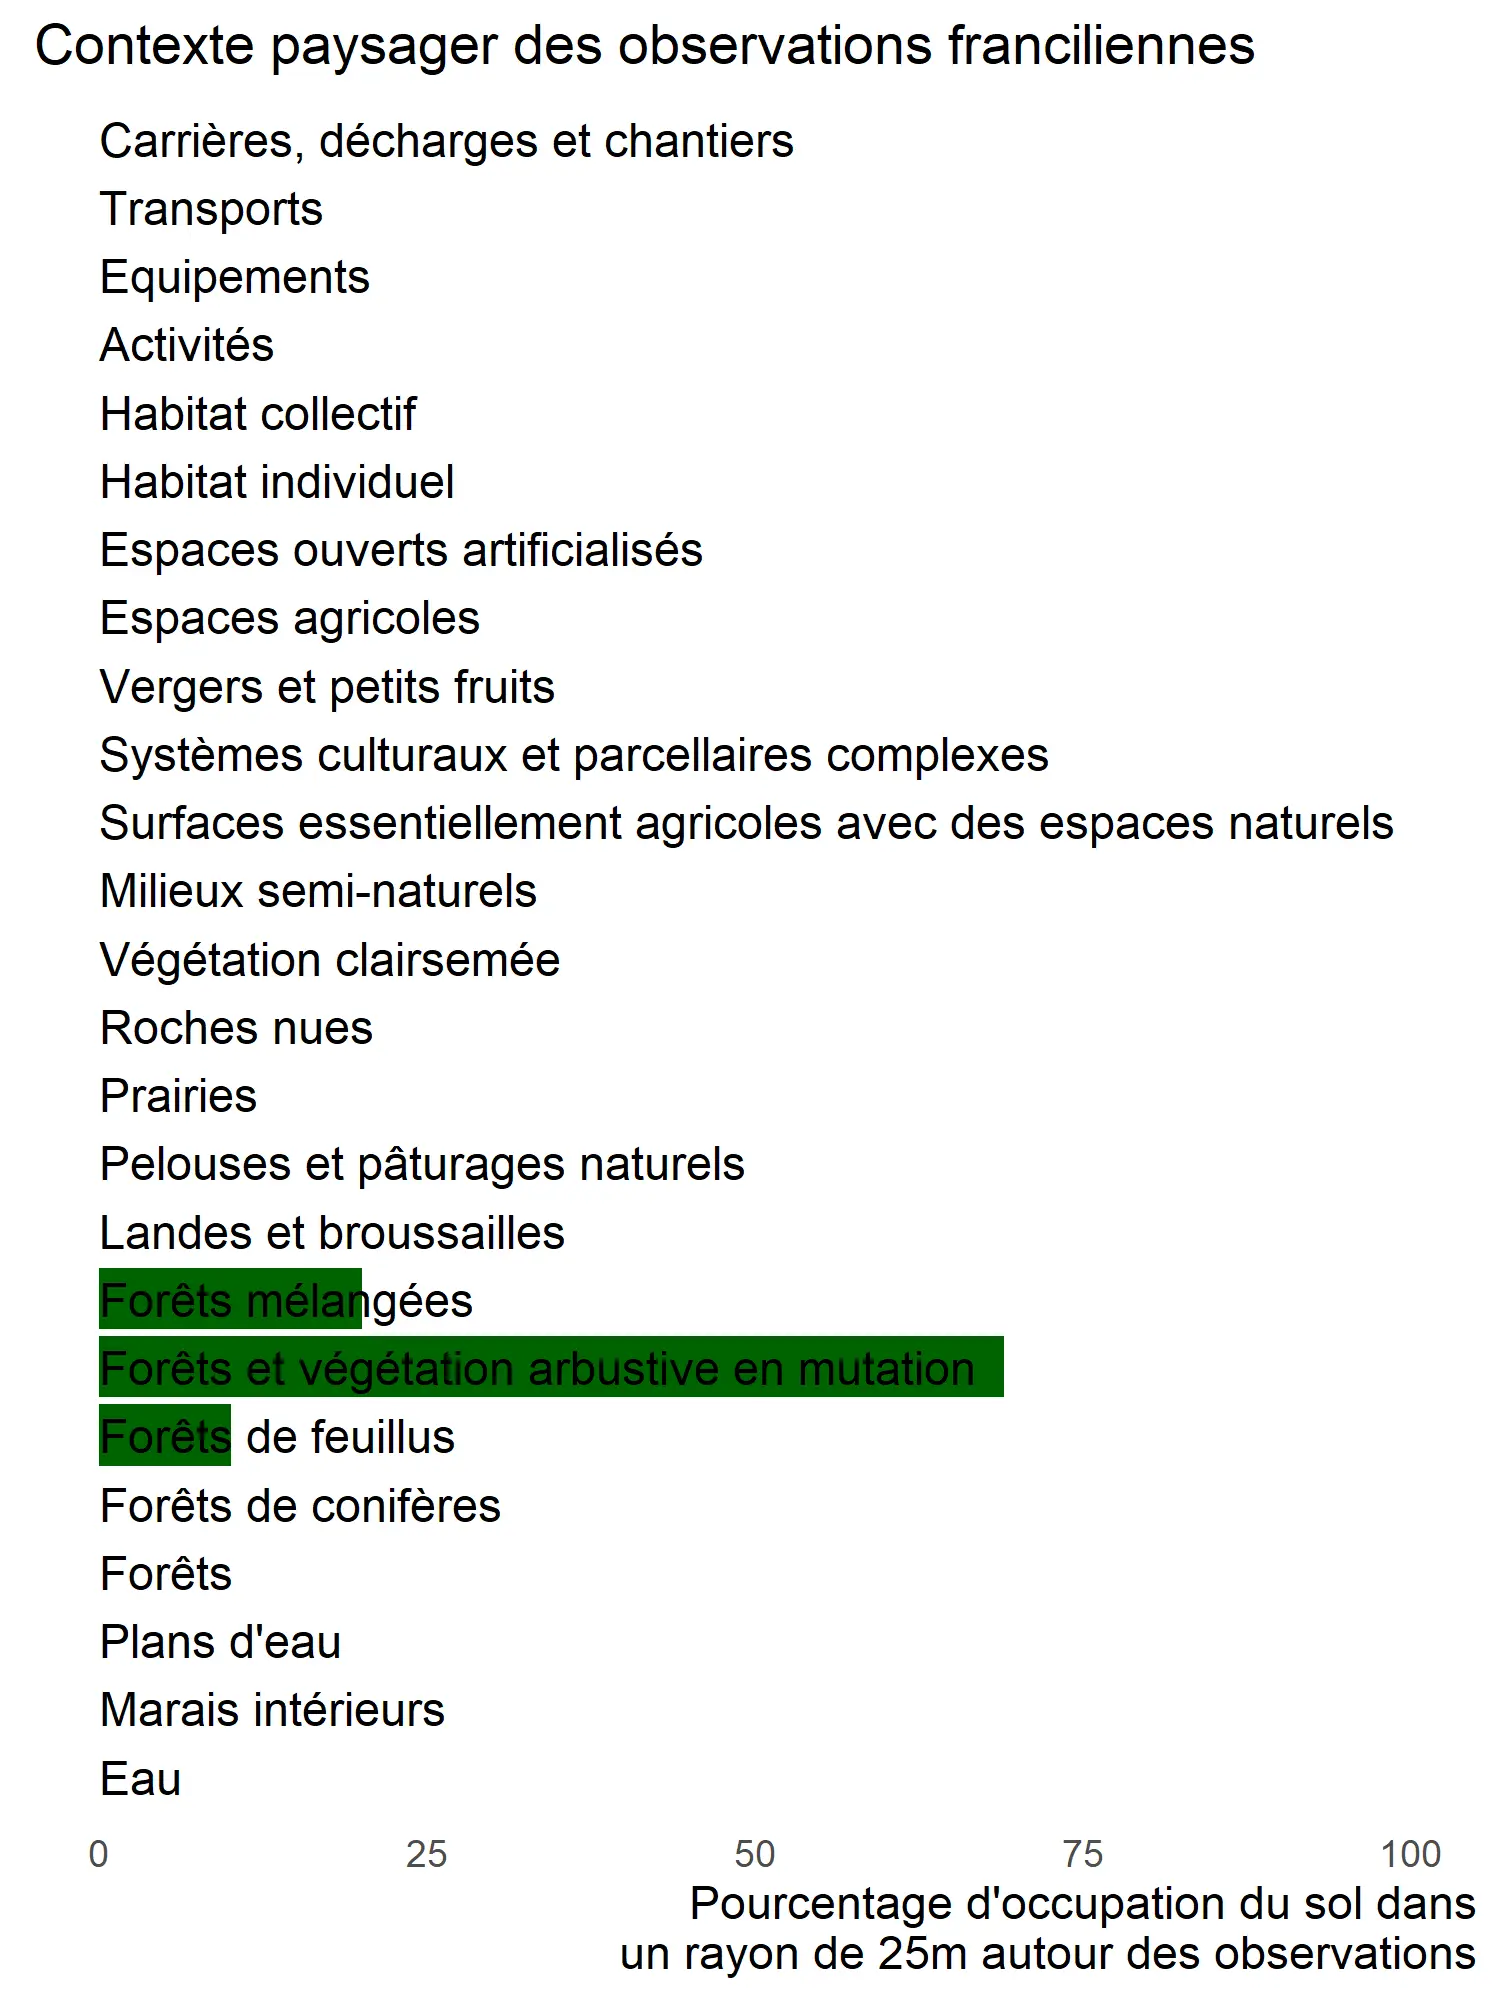 Contexte paysager des observations franciliennes
Carrières, décharges et chantiers
Transports
Equipements
Activités
Habitat collectif
Habitat individuel
Espaces ouverts artificialisés
Espaces agricoles
Vergers et petits fruits
Systèmes culturaux et parcellaires complexes
Surfaces essentiellement agricoles avec des espaces naturels
Milieux semi-naturels
Végétation clairsemée
Roches nues
Prairies
Pelouses et pâturages naturels
Landes et broussailles
Forêts mélangées
Forêts et végétation arbustive en mutation
Forêts de feuillus
Forêts de conifères
Forêts
Plans d'eau
Marais intérieurs
Eau
0 25 50 75 100
Pourcentage d'occupation du sol dans
un rayon de 25m autour des observations